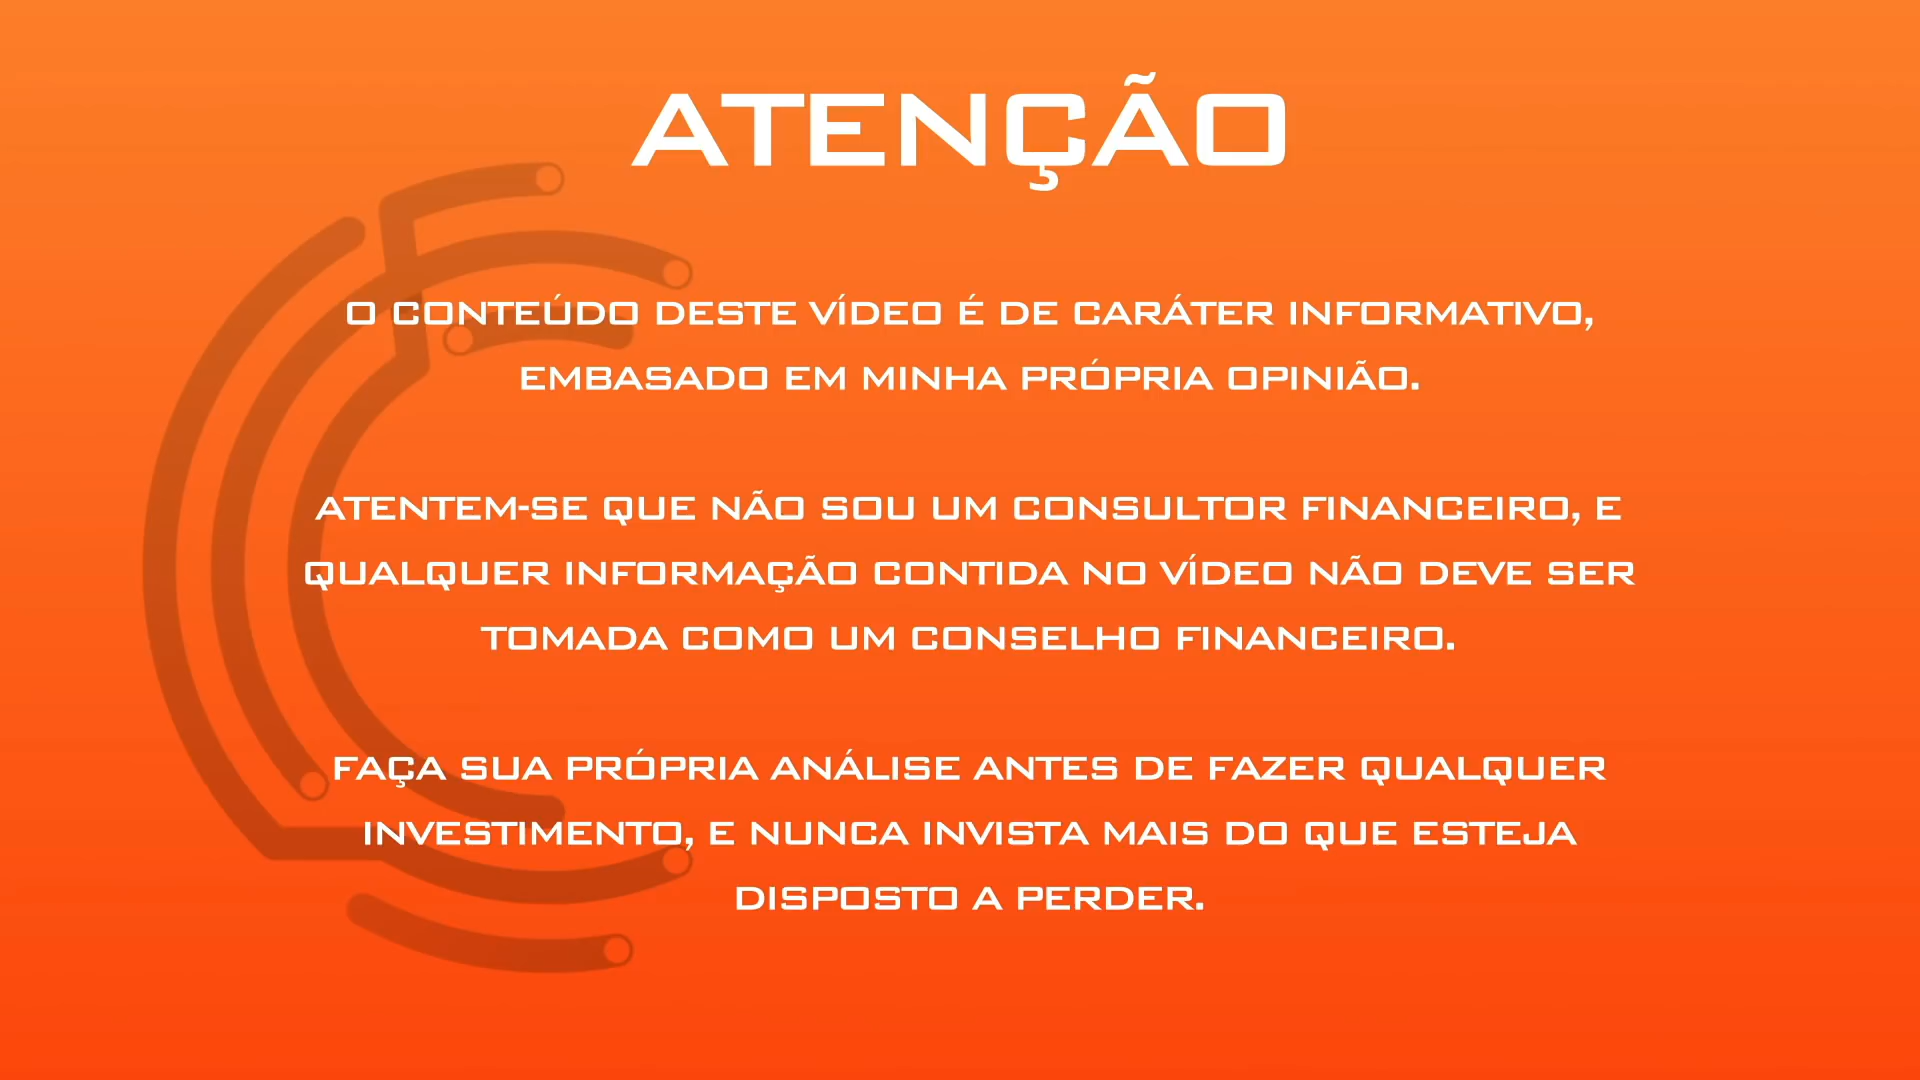 ATENÇÃO
O CONTEÚDO DESTE VÍDEO É DE CARÁTER INFORMATIVO,
EMBASADO EM MINHA PRÓPRIA OPINIÃO.
ATENTEM-SE QUE NÃO SOU UM CONSULTOR FINANCEIRO, E
QUALQUER INFORMAÇÃO CONTIDA NO VÍDEO NÃO DEVE SER
TOMADA COMO UM CONSELHO FINANCEIRO.
FAÇA SUA PRÓPRIA ANÁLISE ANTES DE FAZER QUALQUER
INVESTIMENTO, E NUNCA INVISTA MAIS DO QUE ESTEJA
DISPOSTO A PERDER.